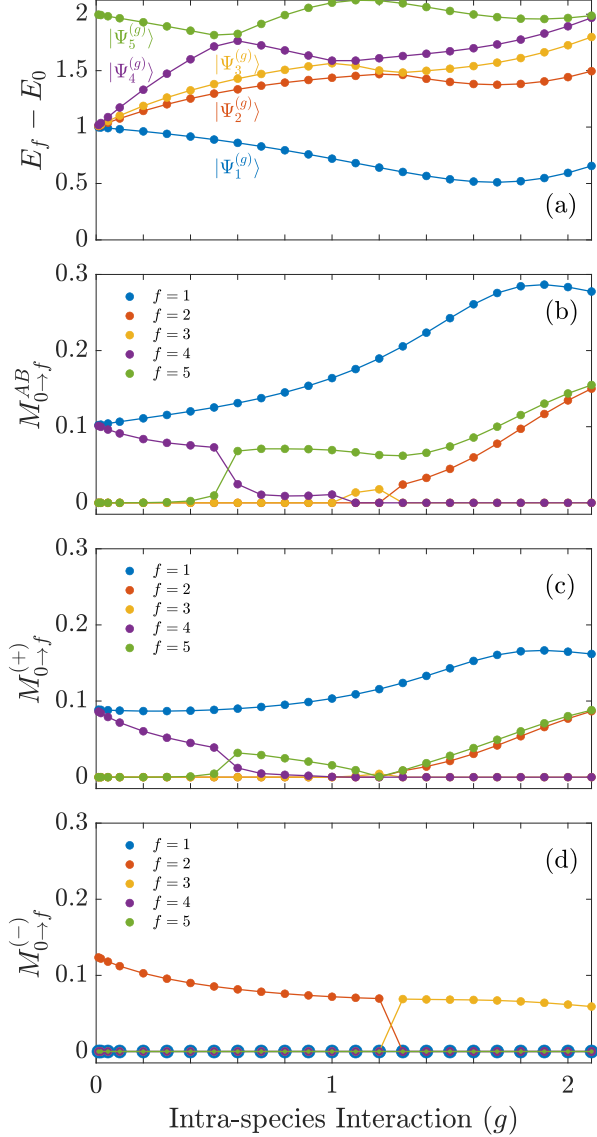 2
1.5
1
0.5
0
E_f − E_0
|Ψ_5^{(g)}⟩
|Ψ_4^{(g)}⟩
|Ψ_3^{(g)}⟩
|Ψ_2^{(g)}⟩
|Ψ_1^{(g)}⟩
(a)
0.3
0.2
0.1
0
M_{0→f}^{AB}
f = 1
f = 2
f = 3
f = 4
f = 5
(b)
0.3
0.2
0.1
0
M_{0→f}^{(+)}
f = 1
f = 2
f = 3
f = 4
f = 5
(c)
0.3
0.2
0.1
0
M_{0→f}^{(−)}
f = 1
f = 2
f = 3
f = 4
f = 5
(d)
0 1 2
Intra-species Interaction (g)